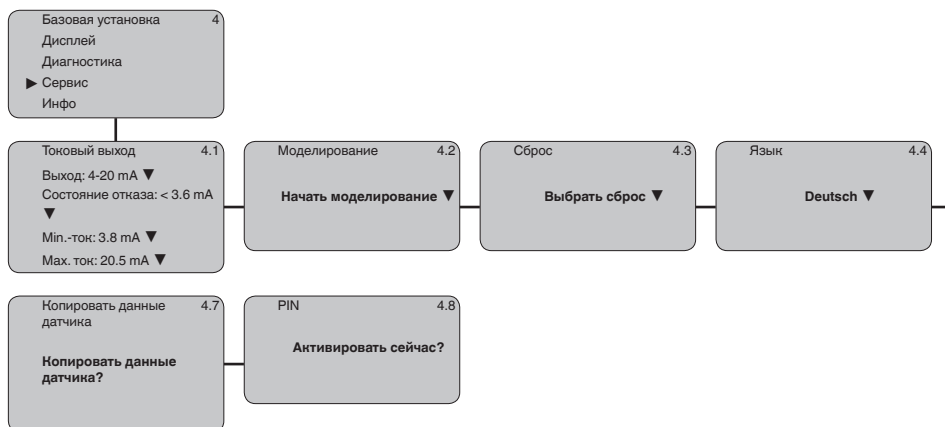 Базовая установка 4
Дисплей
Диагностика
▶ Сервис
Инфо
Токовый выход 4.1
Выход: 4-20 mA ▼
Состояние отказа: < 3.6 mA
▼
Min.-ток: 3.8 mA ▼
Max. ток: 20.5 mA ▼
Моделирование 4.2
Начать моделирование ▼
Сброс 4.3
Выбрать сброс ▼
Язык 4.4
Deutsch ▼
Копировать данные 4.7
датчика
Копировать данные
датчика?
PIN 4.8
Активировать сейчас?